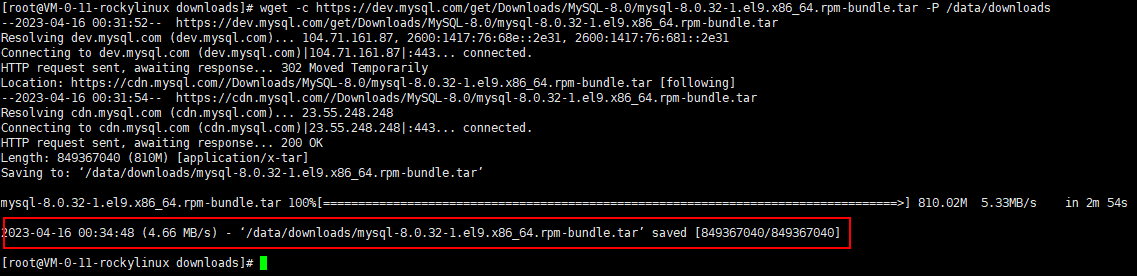 [root@VM-0-11-rockylinux downloads]# wget -c https://dev.mysql.com/get/Downloads/MySQL-8.0/mysql-8.0.32-1.el9.x86_64.rpm-bundle.tar -P /data/downloads
--2023-04-16 00:31:52--  https://dev.mysql.com/get/Downloads/MySQL-8.0/mysql-8.0.32-1.el9.x86_64.rpm-bundle.tar
Resolving dev.mysql.com (dev.mysql.com)... 104.71.161.87, 2600:1417:76:68e::2e31, 2600:1417:76:681::2e31
Connecting to dev.mysql.com (dev.mysql.com)|104.71.161.87|:443... connected.
HTTP request sent, awaiting response... 302 Moved Temporarily
Location: https://cdn.mysql.com//Downloads/MySQL-8.0/mysql-8.0.32-1.el9.x86_64.rpm-bundle.tar [following]
--2023-04-16 00:31:54--  https://cdn.mysql.com//Downloads/MySQL-8.0/mysql-8.0.32-1.el9.x86_64.rpm-bundle.tar
Resolving cdn.mysql.com (cdn.mysql.com)... 23.55.248.248
Connecting to cdn.mysql.com (cdn.mysql.com)|23.55.248.248|:443... connected.
HTTP request sent, awaiting response... 200 OK
Length: 849367040 (810M) [application/x-tar]
Saving to: ‘/data/downloads/mysql-8.0.32-1.el9.x86_64.rpm-bundle.tar’
mysql-8.0.32-1.el9.x86_64.rpm-bundle.tar 100%[===============================================================================>] 810.02M  5.33MB/s    in 2m 54s
2023-04-16 00:34:48 (4.66 MB/s) - ‘/data/downloads/mysql-8.0.32-1.el9.x86_64.rpm-bundle.tar’ saved [849367040/849367040]
[root@VM-0-11-rockylinux downloads]#